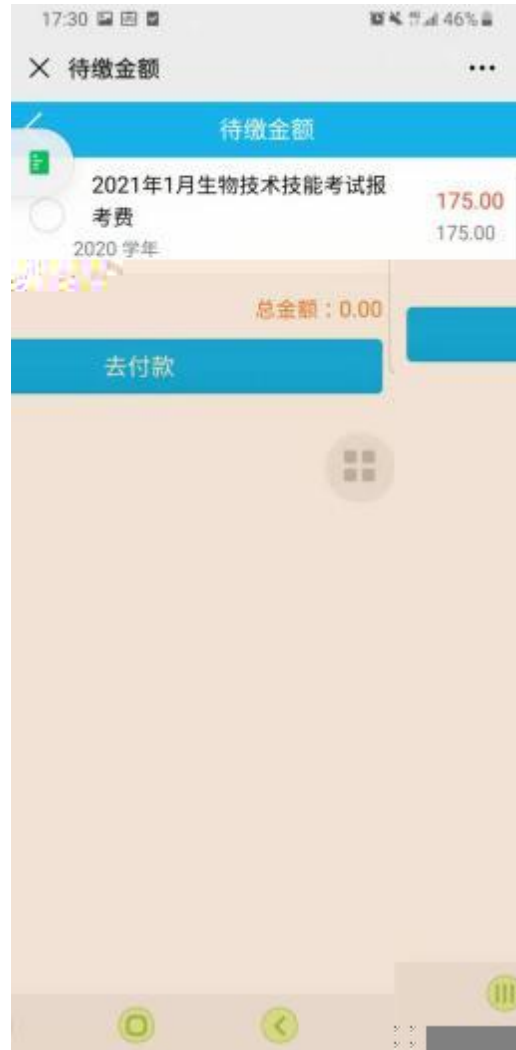 17:30
46%
待缴金额
待缴金额
2021年1月生物技术技能考试报
175.00
考费
175.00
2020 学年
总金额：0.00
去付款